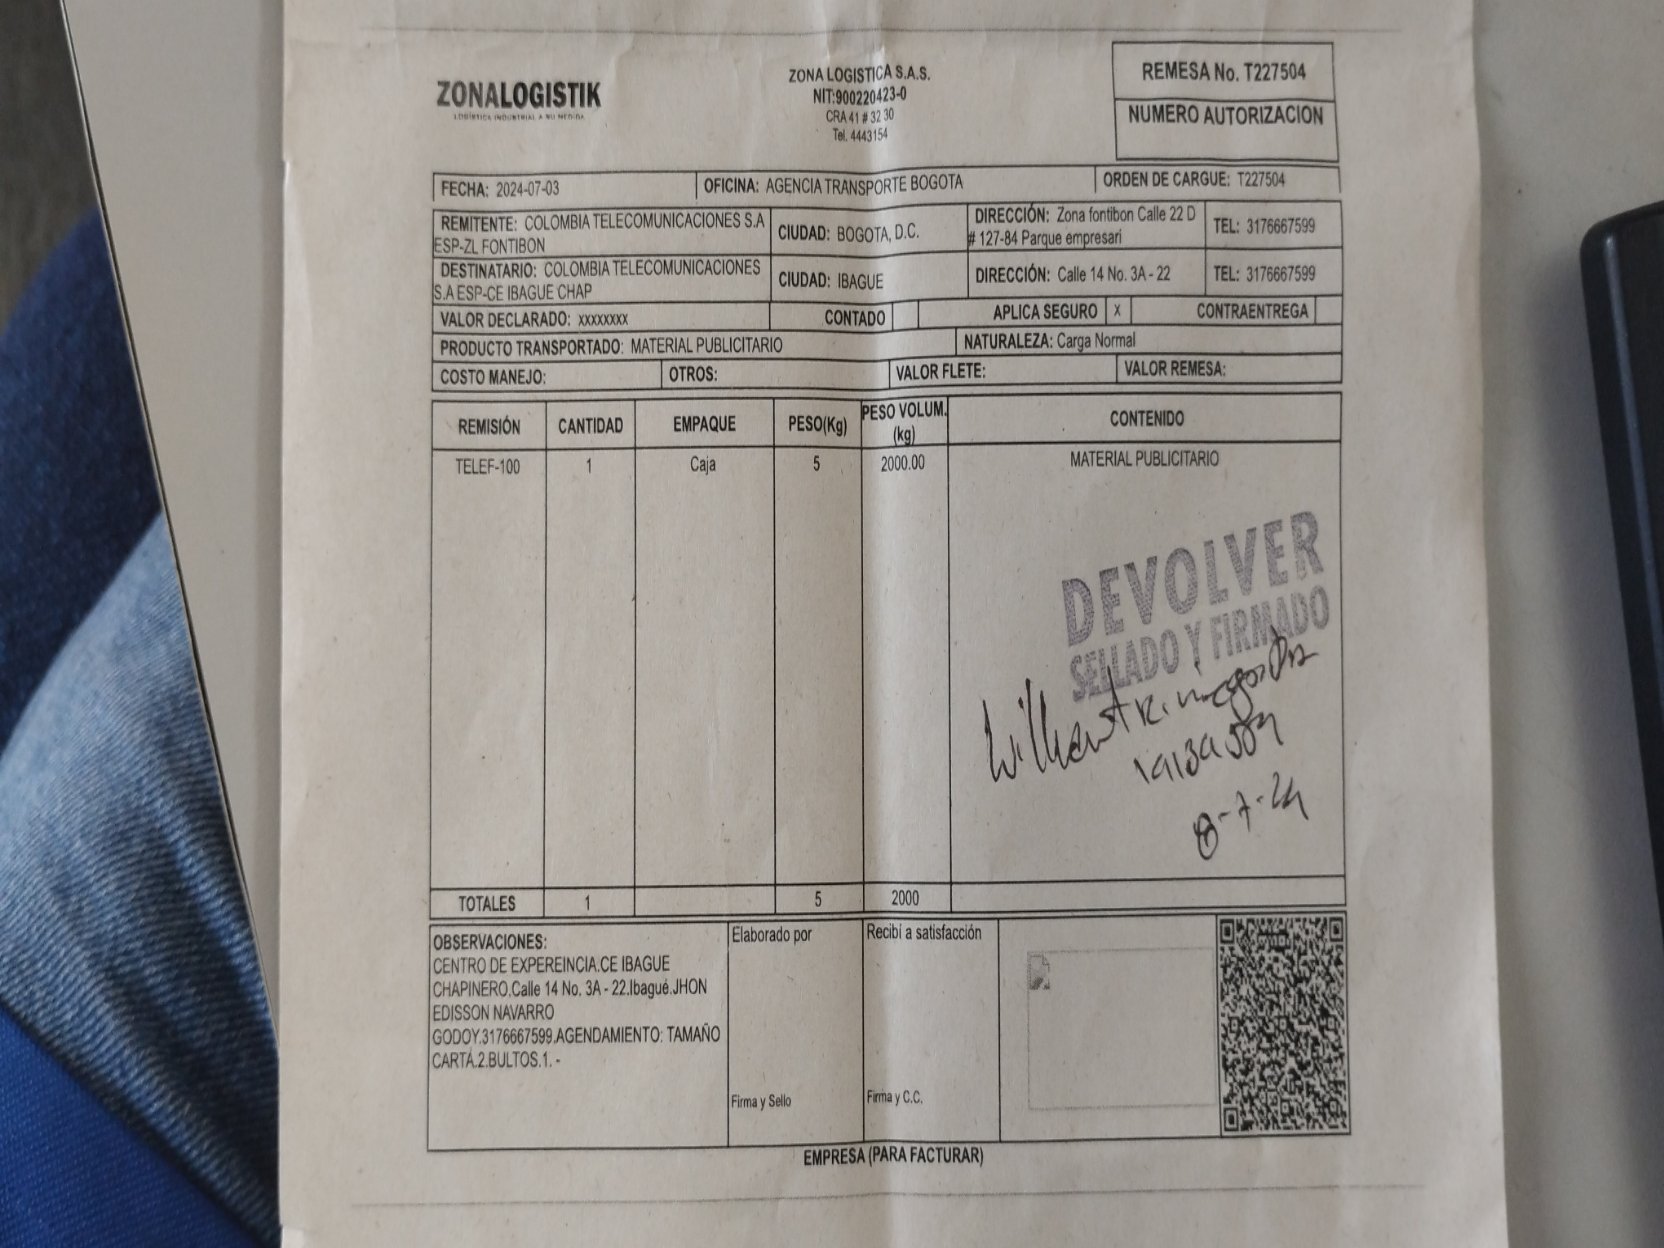 ZONALOGISTIK
LOGÍSTICA INDUSTRIAL A SU MEDIDA
ZONA LOGISTICA S.A.S.
NIT:900220423-0
CRA 41 # 32 30
Tel. 4443154
REMESA No. T227504
NUMERO AUTORIZACION
FECHA: 2024-07-03 OFICINA: AGENCIA TRANSPORTE BOGOTA ORDEN DE CARGUE: T227504
REMITENTE: COLOMBIA TELECOMUNICACIONES S.A
ESP-ZL FONTIBON
CIUDAD: BOGOTA, D.C.
DIRECCIÓN: Zona fontibon Calle 22 D
# 127-84 Parque empresari
TEL: 3176667599
DESTINATARIO: COLOMBIA TELECOMUNICACIONES
S.A ESP-CE IBAGUE CHAP
CIUDAD: IBAGUE
DIRECCIÓN: Calle 14 No. 3A - 22
TEL: 3176667599
VALOR DECLARADO: xxxxxxxx CONTADO APLICA SEGURO X CONTRAENTREGA
PRODUCTO TRANSPORTADO: MATERIAL PUBLICITARIO NATURALEZA: Carga Normal
COSTO MANEJO: OTROS: VALOR FLETE: VALOR REMESA:
REMISIÓN CANTIDAD EMPAQUE PESO(Kg) PESO VOLUM. (kg) CONTENIDO
TELEF-100 1 Caja 5 2000.00 MATERIAL PUBLICITARIO
DEVOLVER
SELLADO Y FIRMADO
8-7-24
TOTALES 1 5 2000
OBSERVACIONES:
CENTRO DE EXPEREINCIA.CE IBAGUE
CHAPINERO.Calle 14 No. 3A - 22.Ibagué.JHON
EDISSON NAVARRO
GODOY.3176667599.AGENDAMIENTO: TAMAÑO
CARTA.2.BULTOS.1. -
Elaborado por
Firma y Sello
Recibi a satisfacción
Firma y C.C.
EMPRESA (PARA FACTURAR)